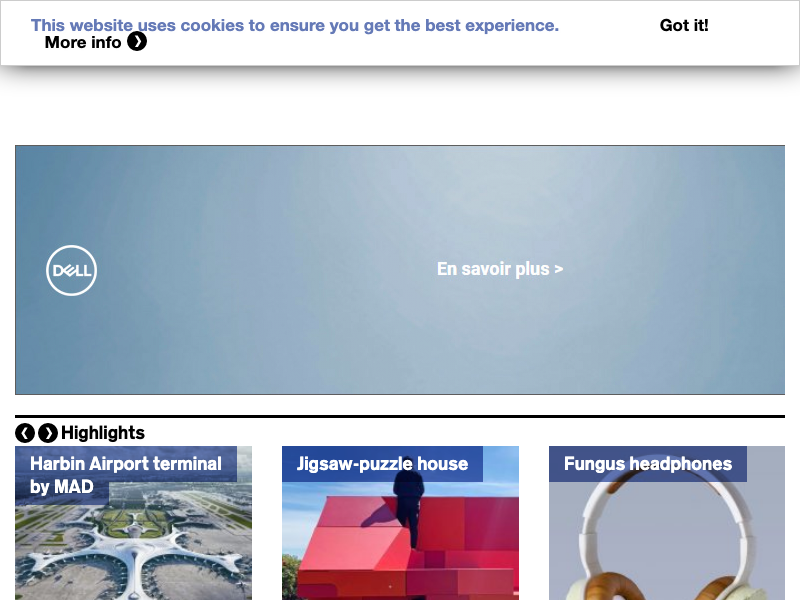 This website uses cookies to ensure you get the best experience.
Got it!
More info
DELL
En savoir plus >
Highlights
Harbin Airport terminal
by MAD
Jigsaw-puzzle house
Fungus headphones